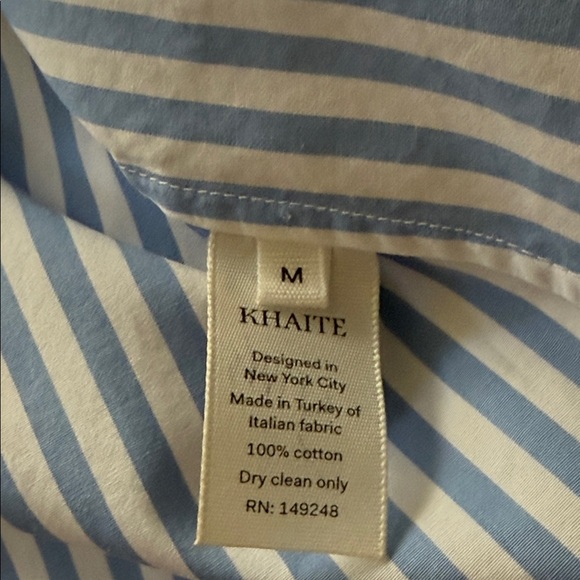 M
KHAITE
Designed in
New York City
Made in Turkey of
Italian fabric
100% cotton
Dry clean only
RN: 149248